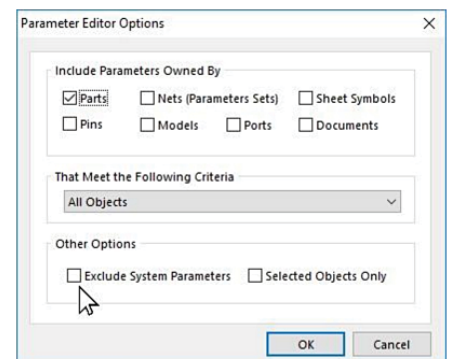 Parameter Editor Options
Include Parameters Owned By
Parts Nets (Parameters Sets) Sheet Symbols
Pins Models Ports Documents
That Meet the Following Criteria
All Objects
Other Options
Exclude System Parameters Selected Objects Only
OK Cancel